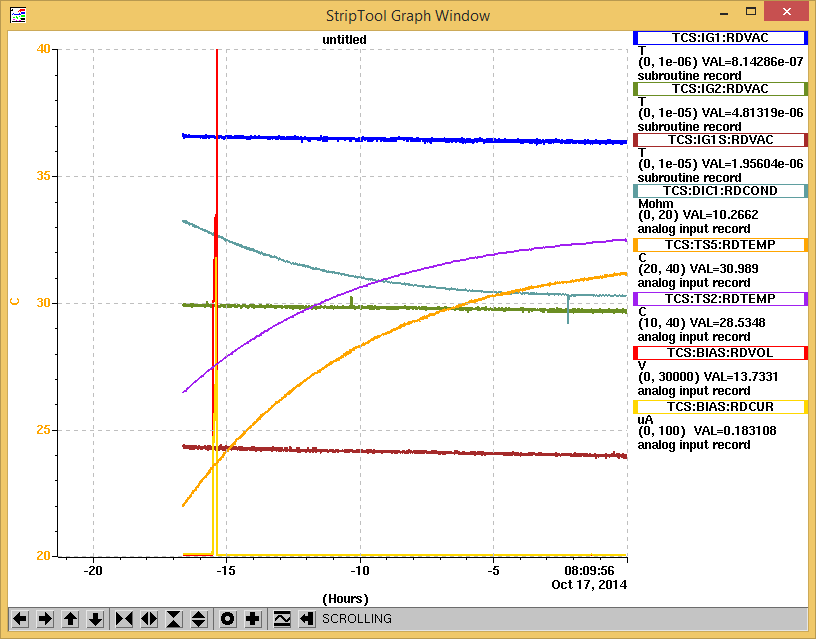 StripTool Graph Window
untitled
40
35
30
25
20
C
-20
-15
-10
-5
08:09:56
Oct 17, 2014
(Hours)
TCS:IG1:RDVAC
T
(0, 1e-06) VAL=8.14286e-07
subroutine record
TCS:IG2:RDVAC
T
(0, 1e-05) VAL=4.81319e-06
subroutine record
TCS:IG1S:RDVAC
T
(0, 1e-05) VAL=1.95604e-06
subroutine record
TCS:DIC1:RDCOND
Mohm
(0, 20) VAL=10.2662
analog input record
TCS:TS5:RDTEMP
C
(20, 40) VAL=30.989
analog input record
TCS:TS2:RDTEMP
C
(10, 40) VAL=28.5348
analog input record
TCS:BIAS:RDVOL
V
(0, 30000) VAL=13.7331
analog input record
TCS:BIAS:RDCUR
uA
(0, 100) VAL=0.183108
analog input record
SCROLLING